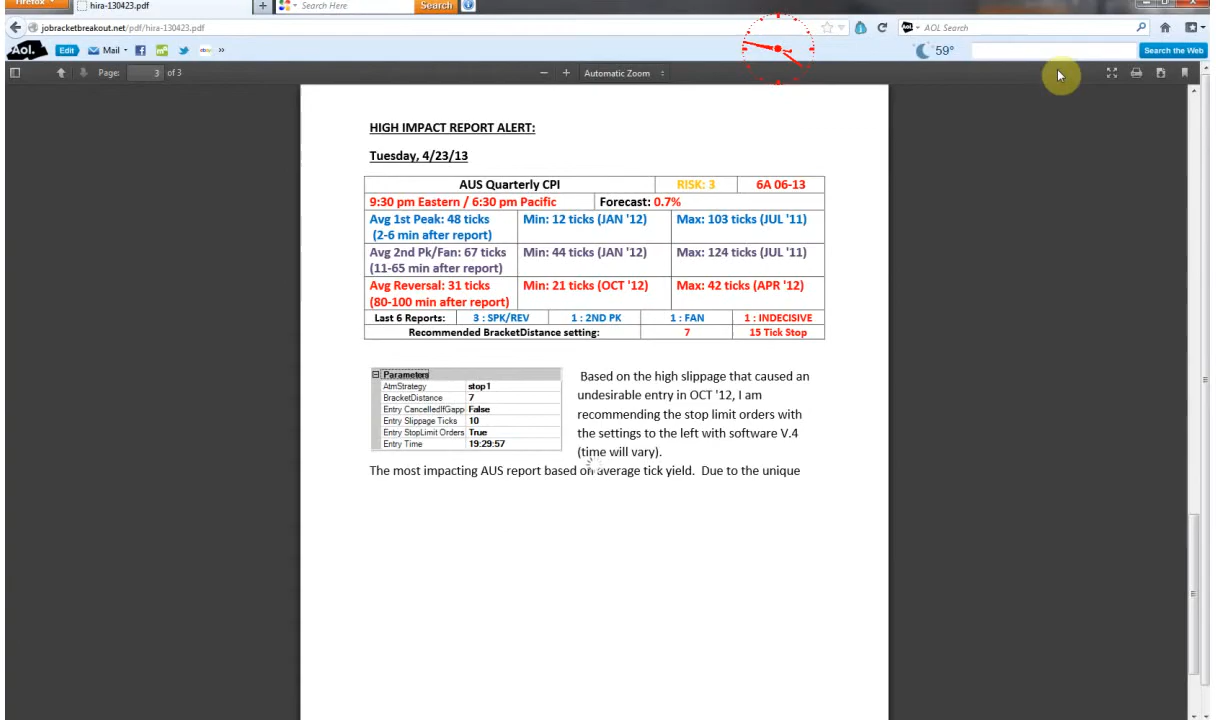 Firefox
hira-130423.pdf
+
Search Here
Search
jobracketbreakout.net/pdf/hira-130423.pdf
AOL Search
Aol.
Edit
Mail
ebay
»
59°
Search the Web
Page: 3 of 3
Automatic Zoom
HIGH IMPACT REPORT ALERT:
Tuesday, 4/23/13
AUS Quarterly CPI RISK: 3 6A 06-13
9:30 pm Eastern / 6:30 pm Pacific Forecast: 0.7%
Avg 1st Peak: 48 ticks Min: 12 ticks (JAN '12) Max: 103 ticks (JUL '11)
(2-6 min after report)
Avg 2nd Pk/Fan: 67 ticks Min: 44 ticks (JAN '12) Max: 124 ticks (JUL '11)
(11-65 min after report)
Avg Reversal: 31 ticks Min: 21 ticks (OCT '12) Max: 42 ticks (APR '12)
(80-100 min after report)
Last 6 Reports: 3 : SPK/REV 1 : 2ND PK 1 : FAN 1 : INDECISIVE
Recommended BracketDistance setting: 7 15 Tick Stop
Parameters
AtmStrategy stop1
BracketDistance 7
Entry CancelledIfGapp False
Entry Slippage Ticks 10
Entry StopLimit Orders True
Entry Time 19:29:57
Based on the high slippage that caused an
undesirable entry in OCT '12, I am
recommending the stop limit orders with
the settings to the left with software V.4
(time will vary).
The most impacting AUS report based on average tick yield. Due to the unique